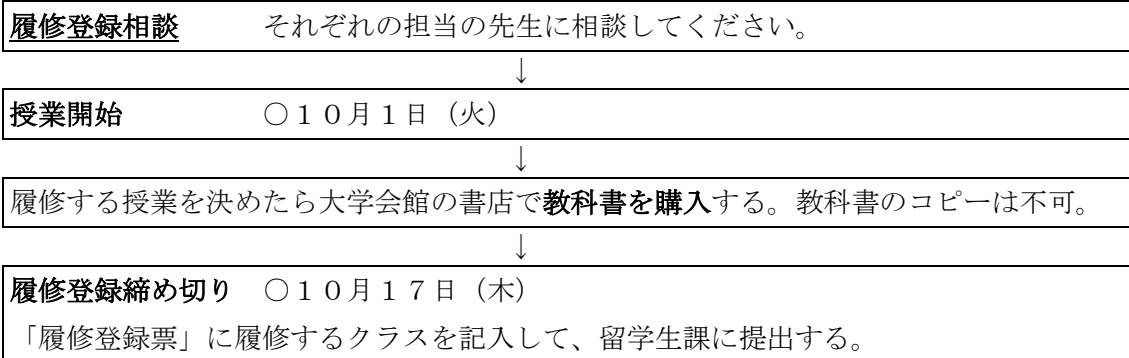 履修登録相談 それぞれの担当の先生に相談してください。
↓
授業開始 ○１０月１日（火）
↓
履修する授業を決めたら大学会館の書店で教科書を購入する。教科書のコピーは不可。
↓
履修登録締め切り ○１０月１７日（木）
「履修登録票」に履修するクラスを記入して、留学生課に提出する。